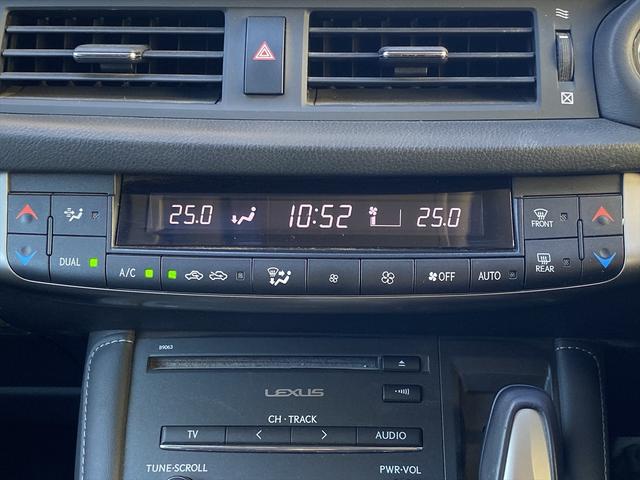 25.0 10:52 25.0
FRONT
DUAL A/C OFF AUTO REAR
B9063
LEXUS
CH · TRACK
TV AUDIO
TUNE·SCROLL PWR·VOL